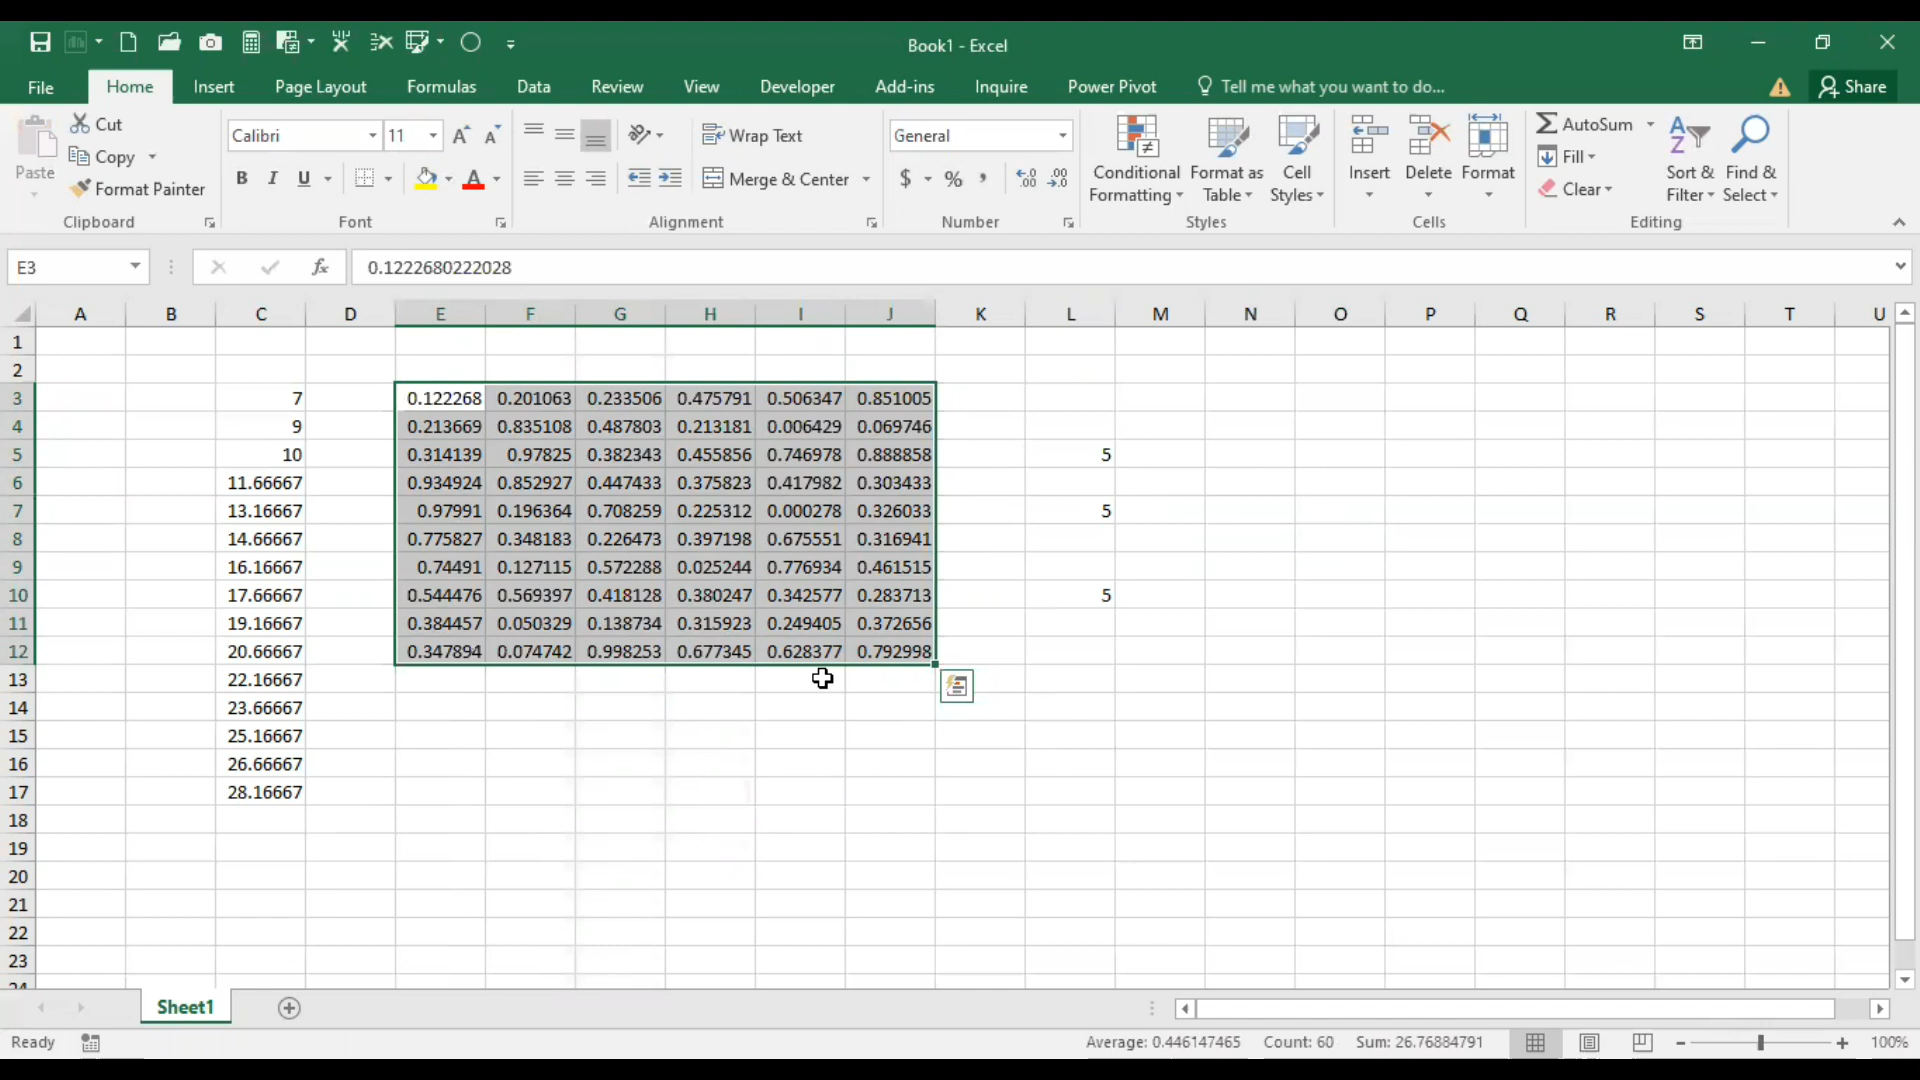 Book1 - Excel
File Home Insert Page Layout Formulas Data Review View Developer Add-ins Inquire Power Pivot Tell me what you want to do... Share
Paste
Cut
Copy
Format Painter
Clipboard
Calibri 11
B I U
Font
Wrap Text
Merge & Center
Alignment
General
$ % ,
Number
Conditional Formatting
Format as Table
Cell Styles
Styles
Insert Delete Format
Cells
AutoSum
Fill
Clear
Sort & Filter
Find & Select
Editing
E3 fx 0.1222680222028
A B C D E F G H I J K L M N O P Q R S T U
1
2
3 7 0.122268 0.201063 0.233506 0.475791 0.506347 0.851005
4 9 0.213669 0.835108 0.487803 0.213181 0.006429 0.069746
5 10 0.314139 0.97825 0.382343 0.455856 0.746978 0.888858 5
6 11.66667 0.934924 0.852927 0.447433 0.375823 0.417982 0.303433
7 13.16667 0.97991 0.196364 0.708259 0.225312 0.000278 0.326033 5
8 14.66667 0.775827 0.348183 0.226473 0.397198 0.675551 0.316941
9 16.16667 0.74491 0.127115 0.572288 0.025244 0.776934 0.461515
10 17.66667 0.544476 0.569397 0.418128 0.380247 0.342577 0.283713 5
11 19.16667 0.384457 0.050329 0.138734 0.315923 0.249405 0.372656
12 20.66667 0.347894 0.074742 0.998253 0.677345 0.628377 0.792998
13 22.16667
14 23.66667
15 25.16667
16 26.66667
17 28.16667
18
19
20
21
22
23
24
Sheet1
Ready Average: 0.446147465 Count: 60 Sum: 26.76884791 100%